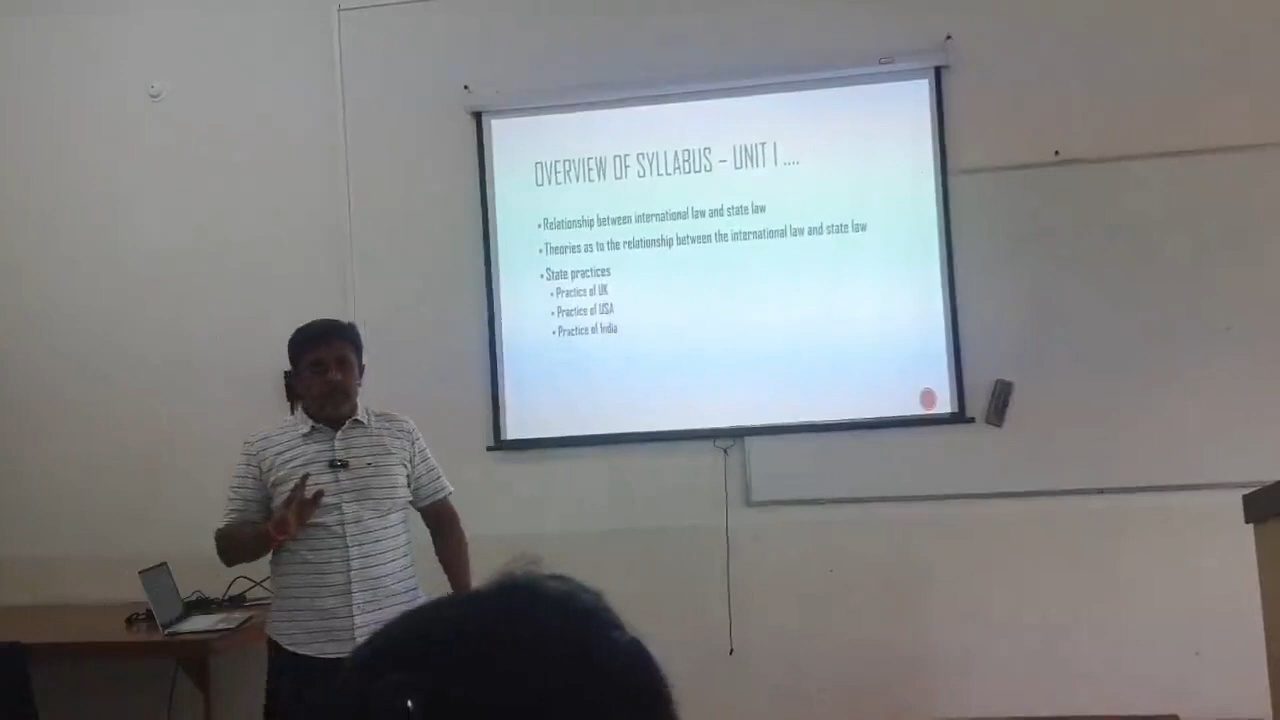 OVERVIEW OF SYLLABUS – UNIT I ....
• Relationship between international law and state law
• Theories as to the relationship between the international law and state law
• State practices
• Practice of UK
• Practice of USA
• Practice of India